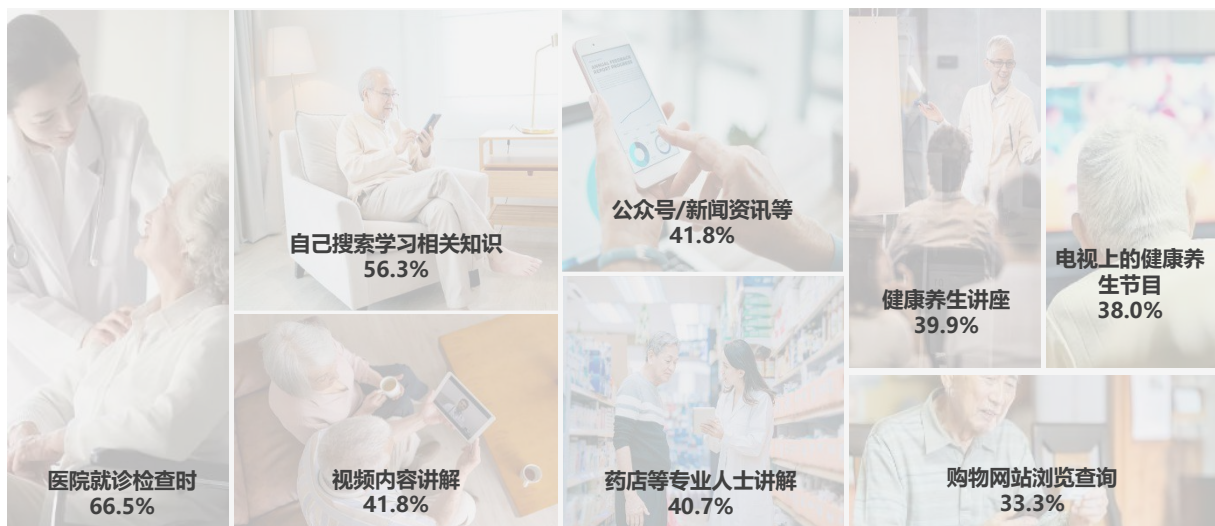 医院就诊检查时
66.5%
自己搜索学习相关知识
56.3%
视频内容讲解
41.8%
公众号/新闻资讯等
41.8%
药店等专业人士讲解
40.7%
健康养生讲座
39.9%
电视上的健康养
生节目
38.0%
购物网站浏览查询
33.3%